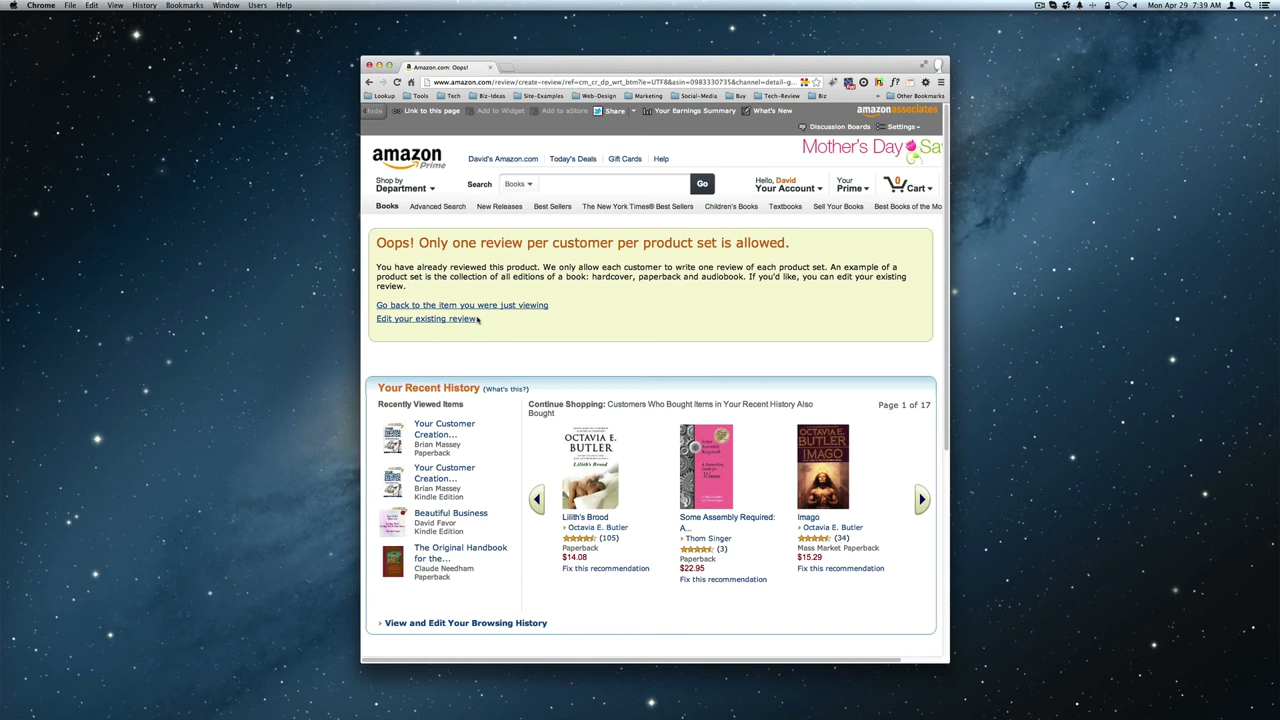 Chrome File Edit View History Bookmarks Window Users Help
Mon Apr 29 7:39 AM
Amazon.com: Oops!
www.amazon.com/review/create-review/ref=cm_cr_dp_wrt_btm?ie=UTF8&asin=0983330735&channel=detail-g...
Lookup Tools Tech Biz-Ideas Site-Examples Web-Design Marketing Social-Media Buy Tech-Review Biz » Other Bookmarks
hide Link to this page Add to Widget Add to aStore Share Your Earnings Summary What's New amazonassociates
Discussion Boards Settings
Mother's Day Sa
amazon Prime
David's Amazon.com Today's Deals Gift Cards Help
Shop by Department
Search Books Go
Hello, David Your Account
Your Prime
0 Cart
Books Advanced Search New Releases Best Sellers The New York Times® Best Sellers Children's Books Textbooks Sell Your Books Best Books of the Mo
Oops! Only one review per customer per product set is allowed.
You have already reviewed this product. We only allow each customer to write one review of each product set. An example of a
product set is the collection of all editions of a book: hardcover, paperback and audiobook. If you'd like, you can edit your existing
review.
Go back to the item you were just viewing
Edit your existing review
Your Recent History (What's this?)
Recently Viewed Items
Your Customer
Creation...
Brian Massey
Paperback
Your Customer
Creation...
Brian Massey
Kindle Edition
Beautiful Business
David Favor
Kindle Edition
The Original Handbook
for the...
Claude Needham
Paperback
Continue Shopping: Customers Who Bought Items in Your Recent History Also
Bought
Page 1 of 17
OCTAVIA E.
BUTLER
Lilith's Brood
Lilith's Brood
Octavia E. Butler
(105)
Paperback
$14.08
Fix this recommendation
Some Assembly Required:
A...
Thom Singer
(3)
Paperback
$22.95
Fix this recommendation
OCTAVIA E.
BUTLER
IMAGO
Imago
Octavia E. Butler
(34)
Mass Market Paperback
$15.29
Fix this recommendation
View and Edit Your Browsing History